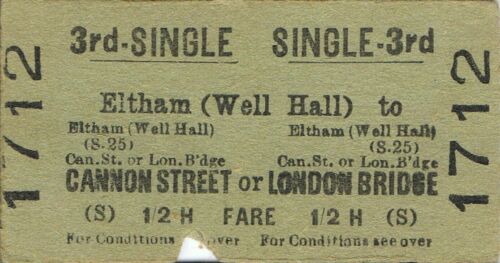 3rd-SINGLE SINGLE-3rd
1712
Eltham (Well Hall) to
Eltham (Well Hall) Eltham (Well Hall)
(S.25) (S.25)
Can. St. or Lon. B'dge Can. St. or Lon. B'dge
CANNON STREET or LONDON BRIDGE
(S) 1/2 H FARE 1/2 H (S)
For Conditions over For Conditions see over
1712